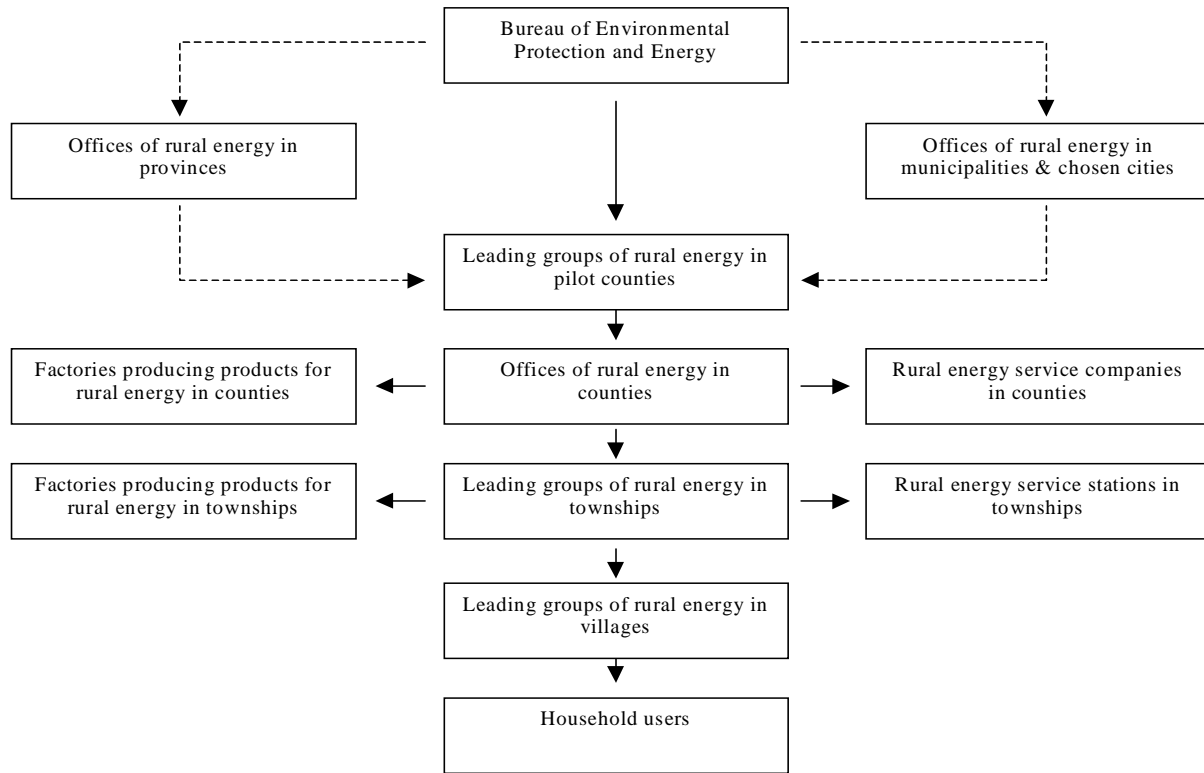 Bureau of Environmental
Protection and Energy
Offices of rural energy in
provinces
Offices of rural energy in
municipalities & chosen cities
Leading groups of rural energy in
pilot counties
Factories producing products for
rural energy in counties
Offices of rural energy in
counties
Rural energy service companies
in counties
Factories producing products for
rural energy in townships
Leading groups of rural energy in
townships
Rural energy service stations in
townships
Leading groups of rural energy in
villages
Household users